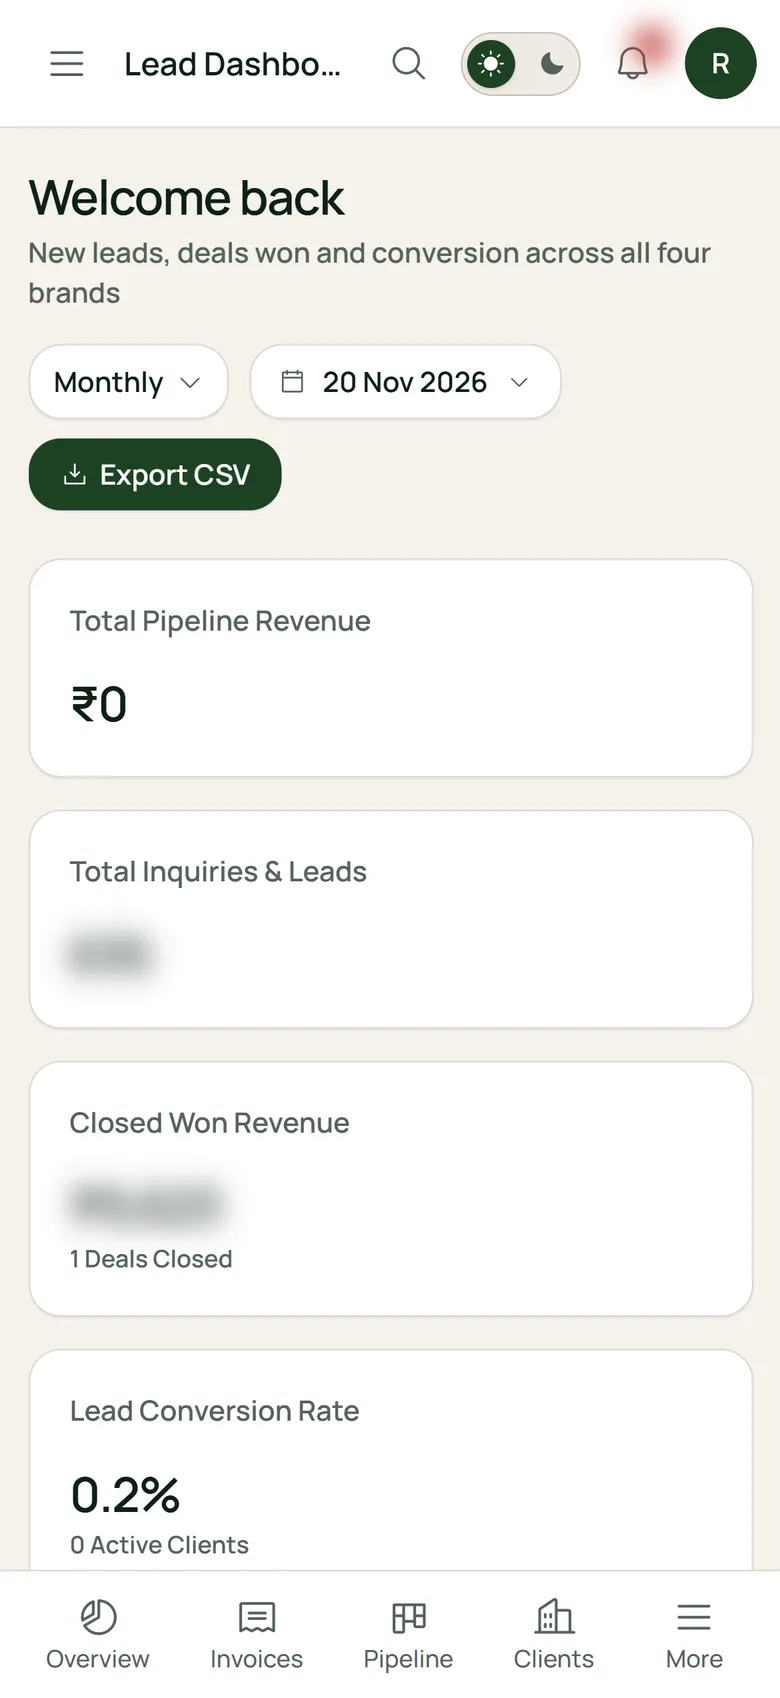 Lead Dashbo...
R
Welcome back
New leads, deals won and conversion across all four
brands
Monthly
20 Nov 2026
Export CSV
Total Pipeline Revenue
₹0
Total Inquiries & Leads
Closed Won Revenue
1 Deals Closed
Lead Conversion Rate
0.2%
0 Active Clients
Overview
Invoices
Pipeline
Clients
More